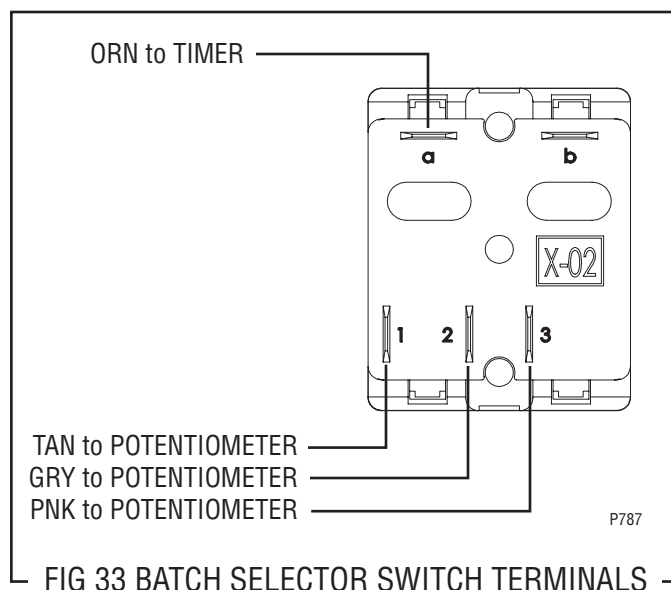 ORN to TIMER
a
b
X-02
1
2
3
TAN to POTENTIOMETER
GRY to POTENTIOMETER
PNK to POTENTIOMETER
P787
FIG 33 BATCH SELECTOR SWITCH TERMINALS